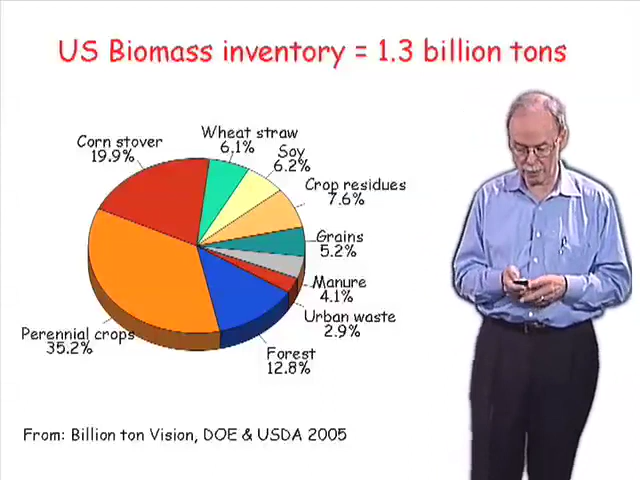 US Biomass inventory = 1.3 billion tons
Wheat straw
6.1%
Corn stover
19.9%
Soy
6.2%
Crop residues
7.6%
Grains
5.2%
Manure
4.1%
Urban waste
2.9%
Perennial crops
35.2%
Forest
12.8%
From: Billion ton Vision, DOE & USDA 2005